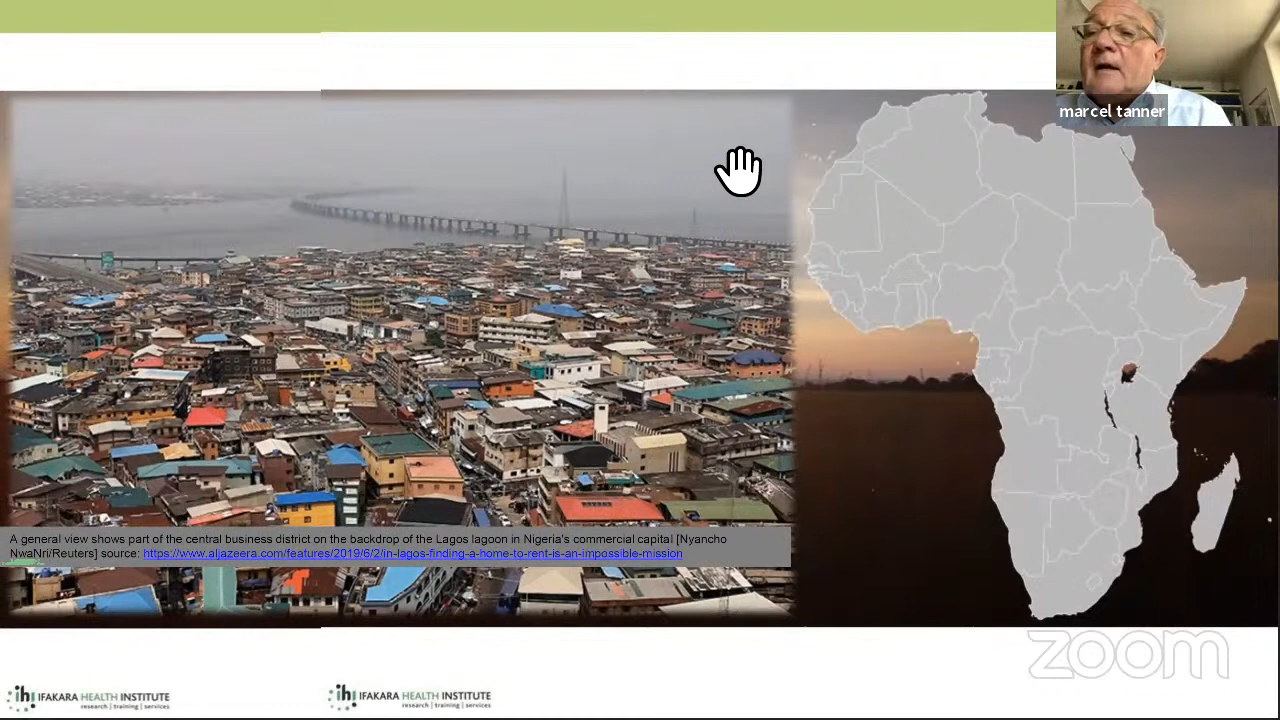 marcel tanner
A general view shows part of the central business district on the backdrop of the Lagos lagoon in Nigeria's commercial capital [Nyancho
NwaNri/Reuters] source: https://www.aljazeera.com/features/2019/6/2/in-lagos-finding-a-home-to-rent-is-an-impossible-mission
zoom
ihi IFAKARA HEALTH INSTITUTE
research | training | services
ihi IFAKARA HEALTH INSTITUTE
research | training | services